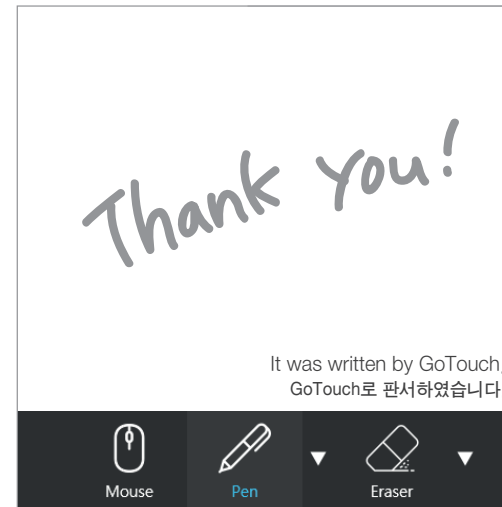 Thank you!
It was written by GoTouch.
GoTouch로 판서하였습니다
Mouse
Pen
Eraser